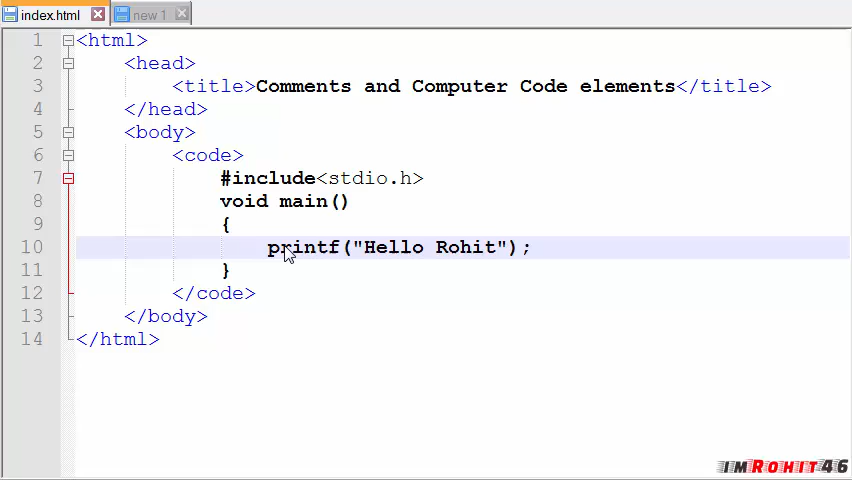 index.html new 1
1 <html>
2 <head>
3 <title>Comments and Computer Code elements</title>
4 </head>
5 <body>
6 <code>
7 #include<stdio.h>
8 void main()
9 {
10 printf("Hello Rohit");
11 }
12 </code>
13 </body>
14 </html>
IMROHIT46